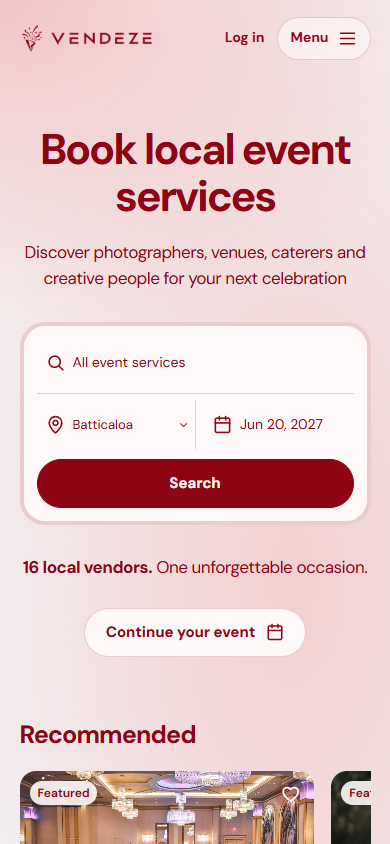 VENDEZE
Log in
Menu
Book local event
services
Discover photographers, venues, caterers and
creative people for your next celebration
All event services
Batticaloa
Jun 20, 2027
Search
16 local vendors. One unforgettable occasion.
Continue your event
Recommended
Featured